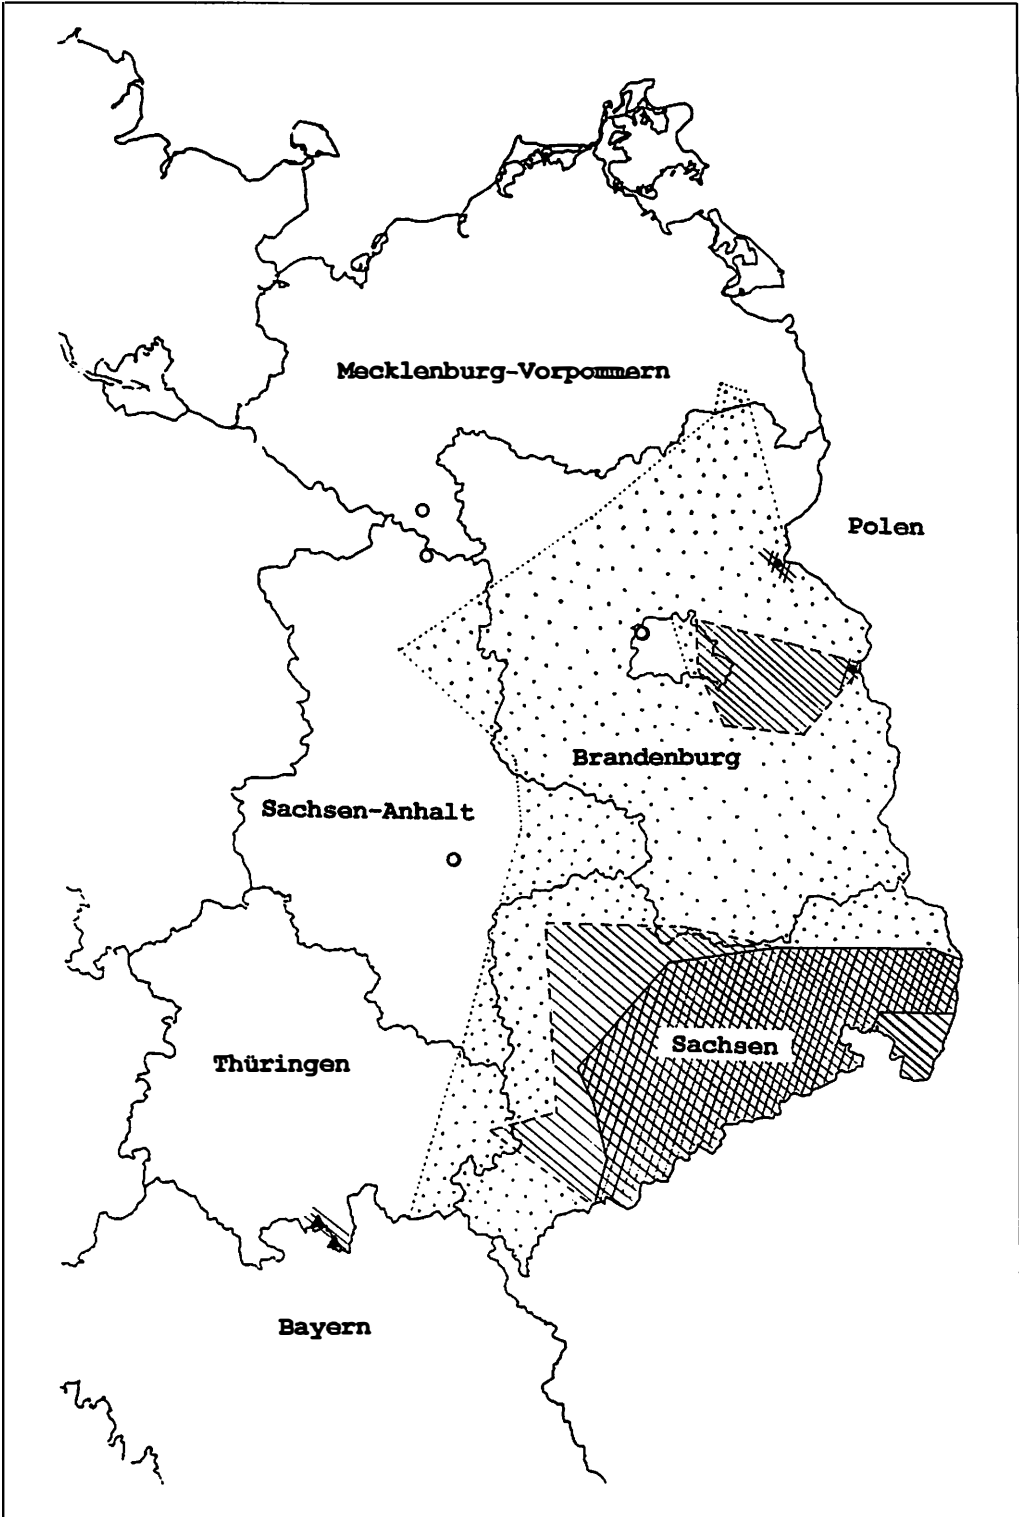 Mecklenburg-Vorpommern
Polen
Brandenburg
Sachsen-Anhalt
Sachsen
Thüringen
Bayern